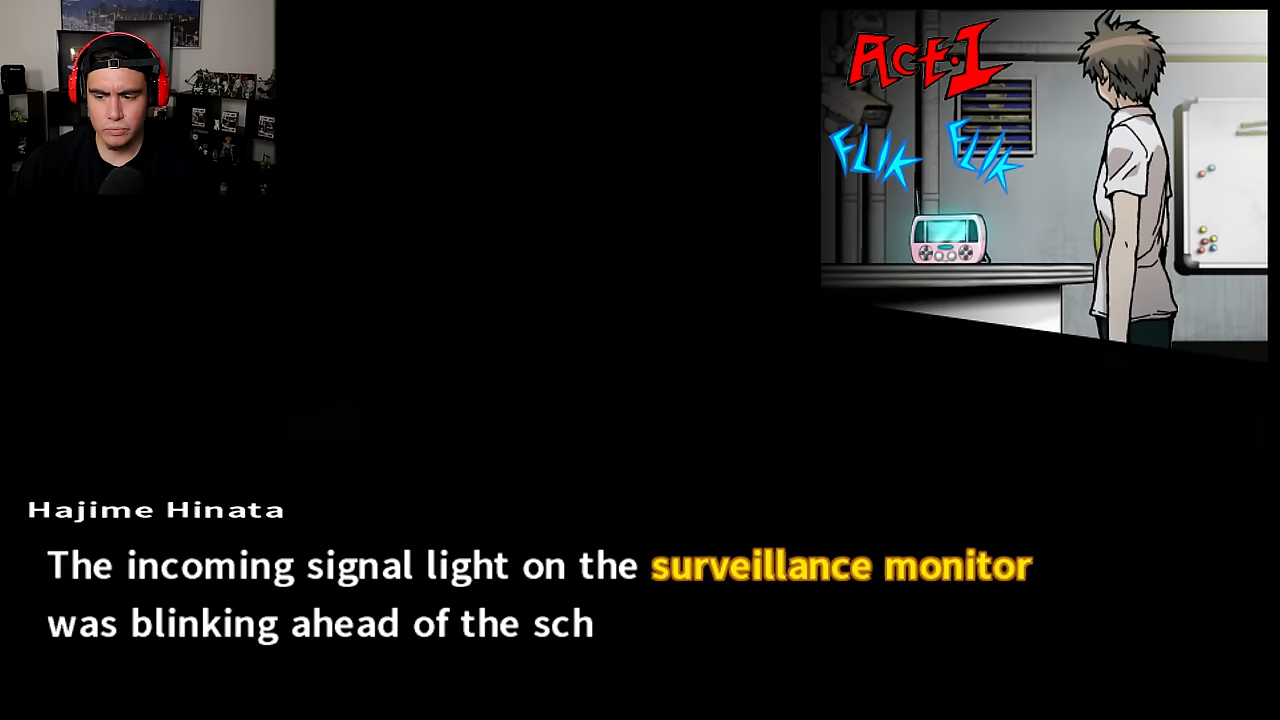 Act.1
FLIK FLIK
Hajime Hinata
The incoming signal light on the surveillance monitor
was blinking ahead of the sch